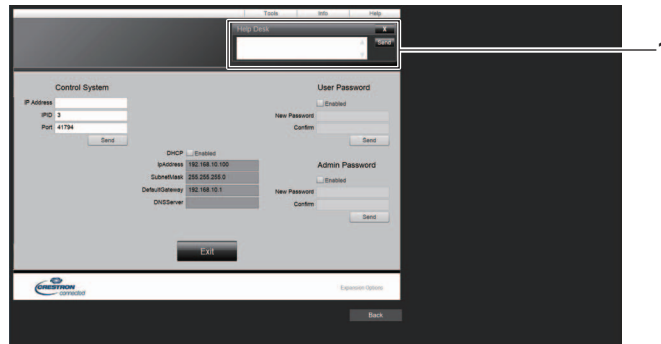 Tools Info Help
Help Desk X
Send
Control System
IP Address
IPID 3
Port 41794
Send
User Password
Enabled
New Password
Confirm
Send
DHCP Enabled
IpAddress 192.168.10.100
SubnetMask 255.255.255.0
DefaultGateway 192.168.10.1
DNSServer
Admin Password
Enabled
New Password
Confirm
Send
Exit
CRESTRON
connected
Expansion Options
Back